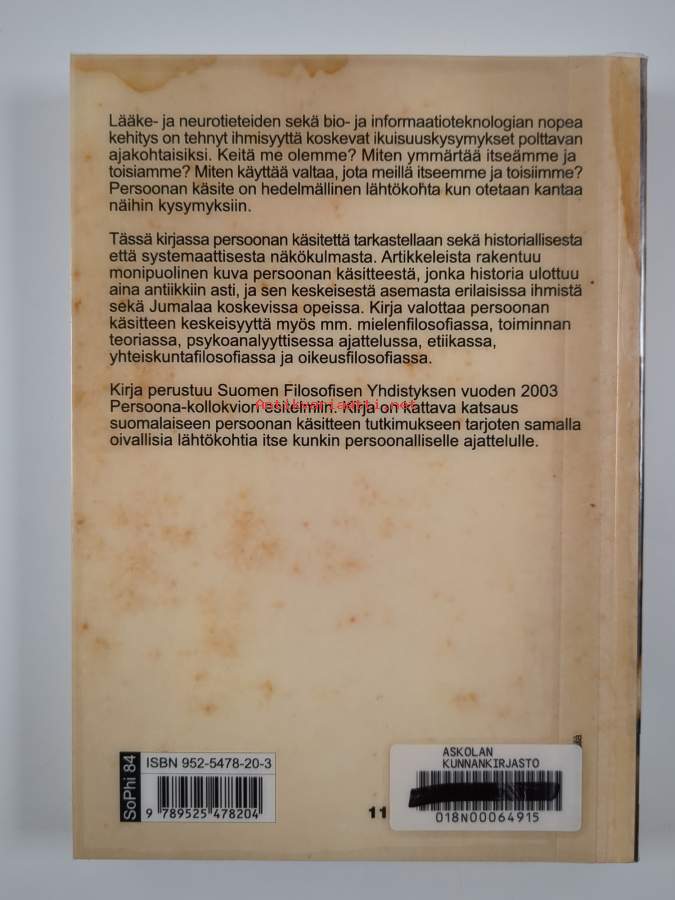 Lääke- ja neurotieteiden sekä bio- ja informaatioteknologian nopea
kehitys on tehnyt ihmisyyttä koskevat ikuisuuskysymykset polttavan
ajakohtaisiksi. Keitä me olemme? Miten ymmärtää itseämme ja
toisiamme? Miten käyttää valtaa, jota meillä itseemme ja toisiimme?
Persoonan käsite on hedelmällinen lähtökohta kun otetaan kantaa
näihin kysymyksiin.
Tässä kirjassa persoonan käsitettä tarkastellaan sekä historiallisesta
että systemaattisesta näkökulmasta. Artikkeleista rakentuu
monipuolinen kuva persoonan käsitteestä, jonka historia ulottuu
aina antiikkiin asti, ja sen keskeisestä asemasta erilaisissa ihmistä
sekä Jumalaa koskevissa opeissa. Kirja valottaa persoonan
käsitteen keskeisyyttä myös mm. mielenfilosofiassa, toiminnan
teoriassa, psykoanalyyttisessa ajattelussa, etiikassa,
yhteiskuntafilosofiassa ja oikeusfilosofiassa.
Kirja perustuu Suomen Filosofisen Yhdistyksen vuoden 2003
Persoona-kollokvion esitelmiin. Kirja on kattava katsaus
Antikvariaatti.net
suomalaiseen persoonan käsitteen tutkimukseen tarjoten samalla
oivallisia lähtökohtia itse kunkin persoonalliselle ajattelulle.
SoPhi 84
ISBN 952-5478-20-3
9 789525 478204
11
ASKOLAN
KUNNANKIRJASTO
018N00064915